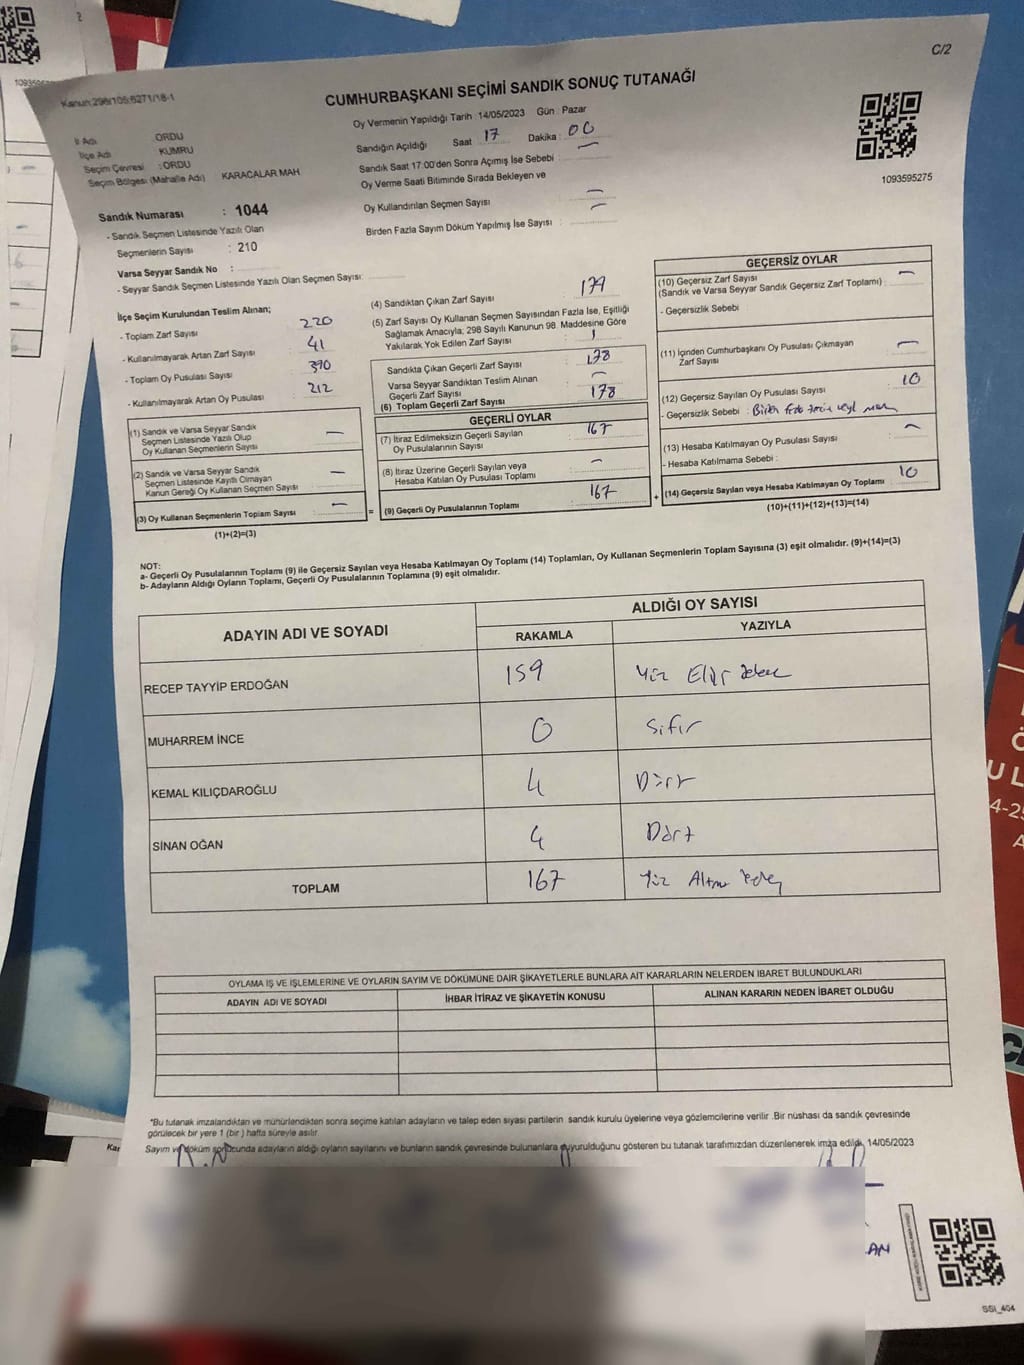 C/2
Kanun:298/105;6271/18-1
CUMHURBAŞKANI SEÇİMİ SANDIK SONUÇ TUTANAĞI
1093595275
İl Adı ORDU
İlçe Adı KUMRU
Seçim Çevresi : ORDU
Seçim Bölgesi (Mahalle Adı) KARACALAR MAH
Sandık Numarası : 1044
- Sandık Seçmen Listesinde Yazılı Olan
Seçmenlerin Sayısı : 210
Varsa Seyyar Sandık No :
- Seyyar Sandık Seçmen Listesinde Yazılı Olan Seçmen Sayısı:
Oy Vermenin Yapıldığı Tarih : 14/05/2023 Gün : Pazar
Sandığın Açıldığı Saat 17 Dakika : 00
Sandık Saat 17:00'den Sonra Açımış İse Sebebi : —
Oy Verme Saati Bitiminde Sırada Bekleyen ve
Oy Kullandırılan Seçmen Sayısı : —
Birden Fazla Sayım Döküm Yapılmış İse Sayısı : —
İlçe Seçim Kurulundan Teslim Alınan;
- Toplam Zarf Sayısı : 220
- Kullanılmayarak Artan Zarf Sayısı : 41
- Toplam Oy Pusulası Sayısı : 390
- Kullanılmayarak Artan Oy Pusulası : 212
(1) Sandık ve Varsa Seyyar Sandık
Seçmen Listesinde Yazılı Olup
Oy Kullanan Seçmenlerin Sayısı : —
(2) Sandık ve Varsa Seyyar Sandık
Seçmen Listesinde Kayıtlı Olmayan
Kanun Gereği Oy Kullanan Seçmen Sayısı : —
(3) Oy Kullanan Seçmenlerin Toplam Sayısı : —
(1)+(2)=(3)
=
(4) Sandıktan Çıkan Zarf Sayısı : 179
(5) Zarf Sayısı Oy Kullanan Seçmen Sayısından Fazla İse, Eşitliği
Sağlamak Amacıyla; 298 Sayılı Kanunun 98. Maddesine Göre
Yakılarak Yok Edilen Zarf Sayısı : 1
Sandıkta Çıkan Geçerli Zarf Sayısı : 178
Varsa Seyyar Sandıktan Teslim Alınan
Geçerli Zarf Sayısı : —
(6) Toplam Geçerli Zarf Sayısı : 178
GEÇERLİ OYLAR
(7) İtiraz Edilmeksizin Geçerli Sayılan
Oy Pusulalarının Sayısı : 167
(8) İtiraz Üzerine Geçerli Sayılan veya
Hesaba Katılan Oy Pusulası Toplamı : —
(9) Geçerli Oy Pusulalarının Toplamı : 167
+
GEÇERSİZ OYLAR
(10) Geçersiz Zarf Sayısı
(Sandık ve Varsa Seyyar Sandık Geçersiz Zarf Toplamı) : —
- Geçersizlik Sebebi
(11) İçinden Cumhurbaşkanı Oy Pusulası Çıkmayan
Zarf Sayısı : —
(12) Geçersiz Sayılan Oy Pusulası Sayısı : 10
- Geçersizlik Sebebi :
(13) Hesaba Katılmayan Oy Pusulası Sayısı : —
- Hesaba Katılmama Sebebi :
(14) Geçersiz Sayılan veya Hesaba Katılmayan Oy Toplamı : 10
(10)+(11)+(12)+(13)=(14)
NOT:
a- Geçerli Oy Pusulalarının Toplamı (9) ile Geçersiz Sayılan veya Hesaba Katılmayan Oy Toplamı (14) Toplamları, Oy Kullanan Seçmenlerin Toplam Sayısına (3) eşit olmalıdır. (9)+(14)=(3)
b- Adayların Aldığı Oyların Toplamı, Geçerli Oy Pusulalarının Toplamına (9) eşit olmalıdır.
ADAYIN ADI VE SOYADI
ALDIĞI OY SAYISI
RAKAMLA YAZIYLA
RECEP TAYYİP ERDOĞAN 159 Yüz Elli
MUHARREM İNCE 0 Sıfır
KEMAL KILIÇDAROĞLU 4 Dört
SİNAN OĞAN 4 Dört
TOPLAM 167 Yüz
OYLAMA İŞ VE İŞLEMLERİNE VE OYLARIN SAYIM VE DÖKÜMÜNE DAİR ŞİKAYETLERLE BUNLARA AİT KARARLARIN NELERDEN İBARET BULUNDUKLARI
ADAYIN ADI VE SOYADI İHBAR İTİRAZ VE ŞİKAYETİN KONUSU ALINAN KARARIN NEDEN İBARET OLDUĞU
*Bu tutanak imzalandıktan ve mühürlendikten sonra seçime katılan adayların ve talep eden siyasi partilerin sandık kurulu üyelerine veya gözlemcilerine verilir .Bir nüshası da sandık çevresinde
görülecek bir yere 1 (bir ) hafta süreyle asılır.
Sayım ve döküm sonucunda adayların aldığı oyların sayılarını ve bunların sandık çevresinde bulunanlara duyurulduğunu gösteren bu tutanak tarafımızdan düzenlenerek imza edildi. 14/05/2023
SSI_404